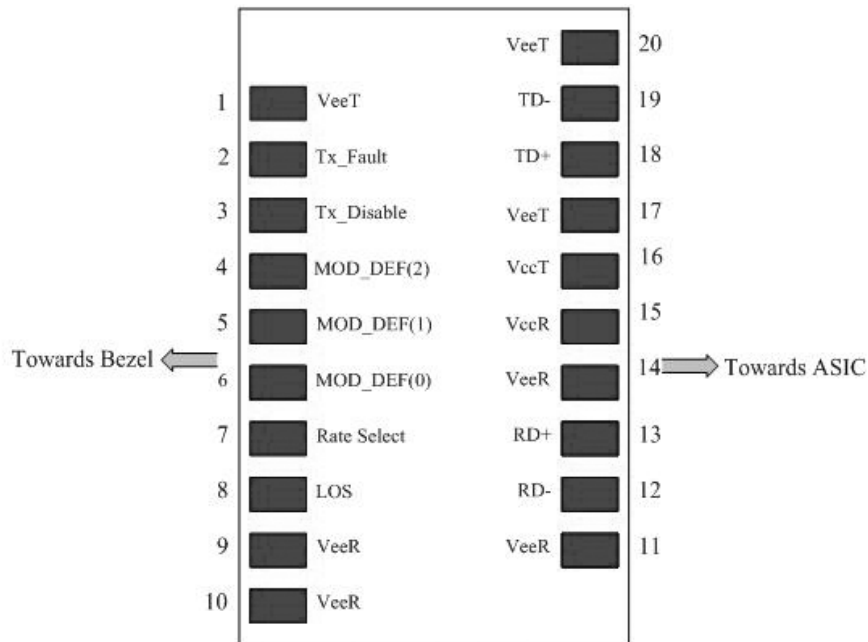 VeeT 20
1 VeeT TD- 19
2 Tx_Fault TD+ 18
3 Tx_Disable VeeT 17
4 MOD_DEF(2) VccT 16
5 MOD_DEF(1) VccR 15
Towards Bezel
6 MOD_DEF(0) VeeR 14 Towards ASIC
7 Rate Select RD+ 13
8 LOS RD- 12
9 VeeR VeeR 11
10 VeeR